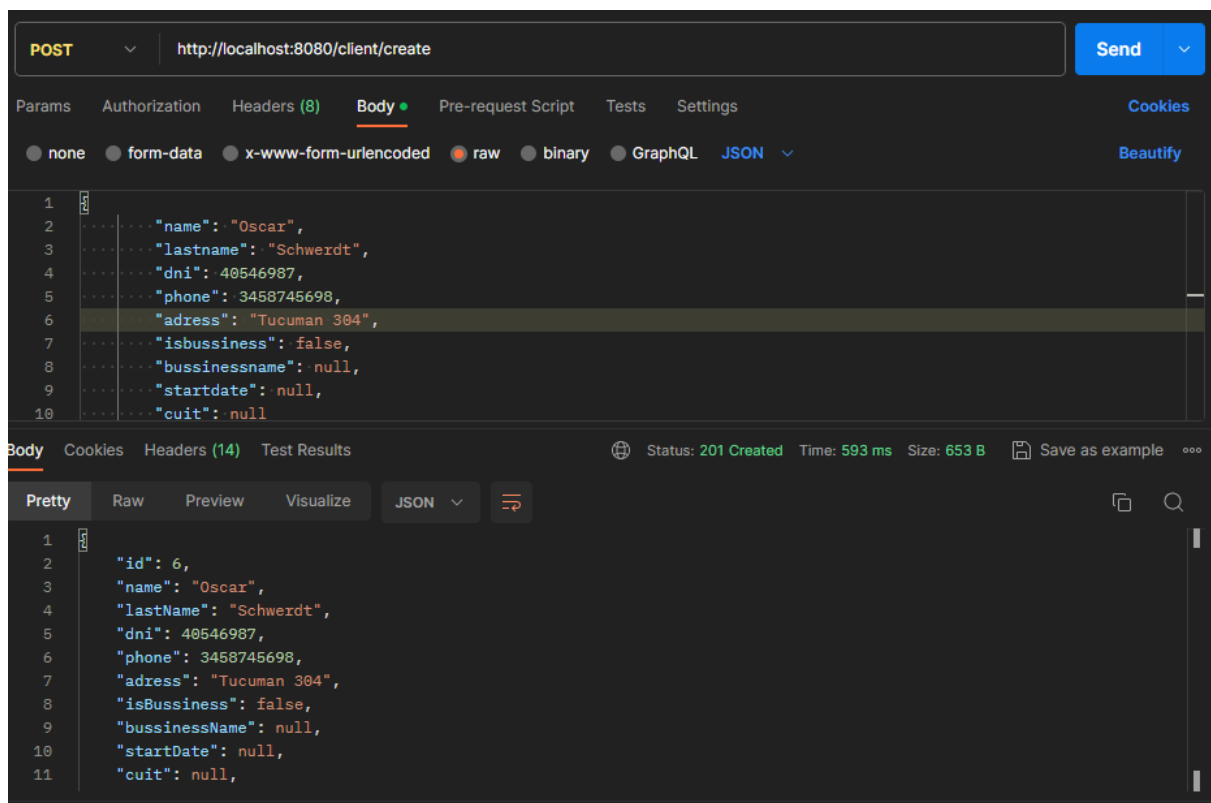 POST http://localhost:8080/client/create Send
Params Authorization Headers (8) Body Pre-request Script Tests Settings Cookies
none form-data x-www-form-urlencoded raw binary GraphQL JSON Beautify
1 {
2 "name": "Oscar",
3 "lastname": "Schwerdt",
4 "dni": 40546987,
5 "phone": 3458745698,
6 "adress": "Tucuman 304",
7 "isbussiness": false,
8 "bussinessname": null,
9 "startdate": null,
10 "cuit": null
Body Cookies Headers (14) Test Results Status: 201 Created Time: 593 ms Size: 653 B Save as example
Pretty Raw Preview Visualize JSON
1 {
2 "id": 6,
3 "name": "Oscar",
4 "lastName": "Schwerdt",
5 "dni": 40546987,
6 "phone": 3458745698,
7 "adress": "Tucuman 304",
8 "isBussiness": false,
9 "bussinessName": null,
10 "startDate": null,
11 "cuit": null,